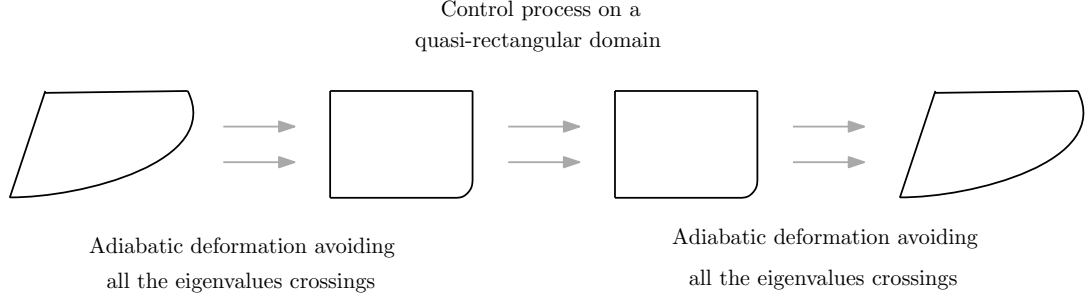 Control process on a
quasi-rectangular domain
Adiabatic deformation avoiding
all the eigenvalues crossings
Adiabatic deformation avoiding
all the eigenvalues crossings